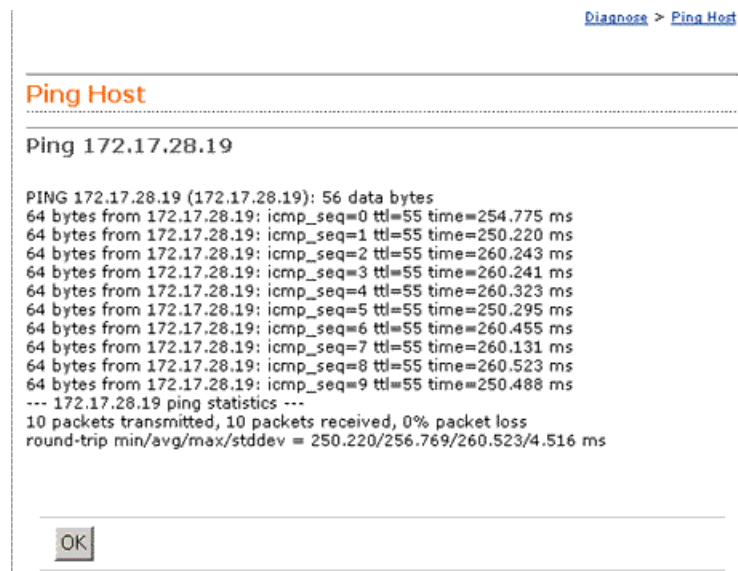 Diagnose > Ping Host
Ping Host
Ping 172.17.28.19
PING 172.17.28.19 (172.17.28.19): 56 data bytes
64 bytes from 172.17.28.19: icmp_seq=0 ttl=55 time=254.775 ms
64 bytes from 172.17.28.19: icmp_seq=1 ttl=55 time=250.220 ms
64 bytes from 172.17.28.19: icmp_seq=2 ttl=55 time=260.243 ms
64 bytes from 172.17.28.19: icmp_seq=3 ttl=55 time=260.241 ms
64 bytes from 172.17.28.19: icmp_seq=4 ttl=55 time=260.323 ms
64 bytes from 172.17.28.19: icmp_seq=5 ttl=55 time=250.295 ms
64 bytes from 172.17.28.19: icmp_seq=6 ttl=55 time=260.455 ms
64 bytes from 172.17.28.19: icmp_seq=7 ttl=55 time=260.131 ms
64 bytes from 172.17.28.19: icmp_seq=8 ttl=55 time=260.523 ms
64 bytes from 172.17.28.19: icmp_seq=9 ttl=55 time=250.488 ms
--- 172.17.28.19 ping statistics ---
10 packets transmitted, 10 packets received, 0% packet loss
round-trip min/avg/max/stddev = 250.220/256.769/260.523/4.516 ms
OK